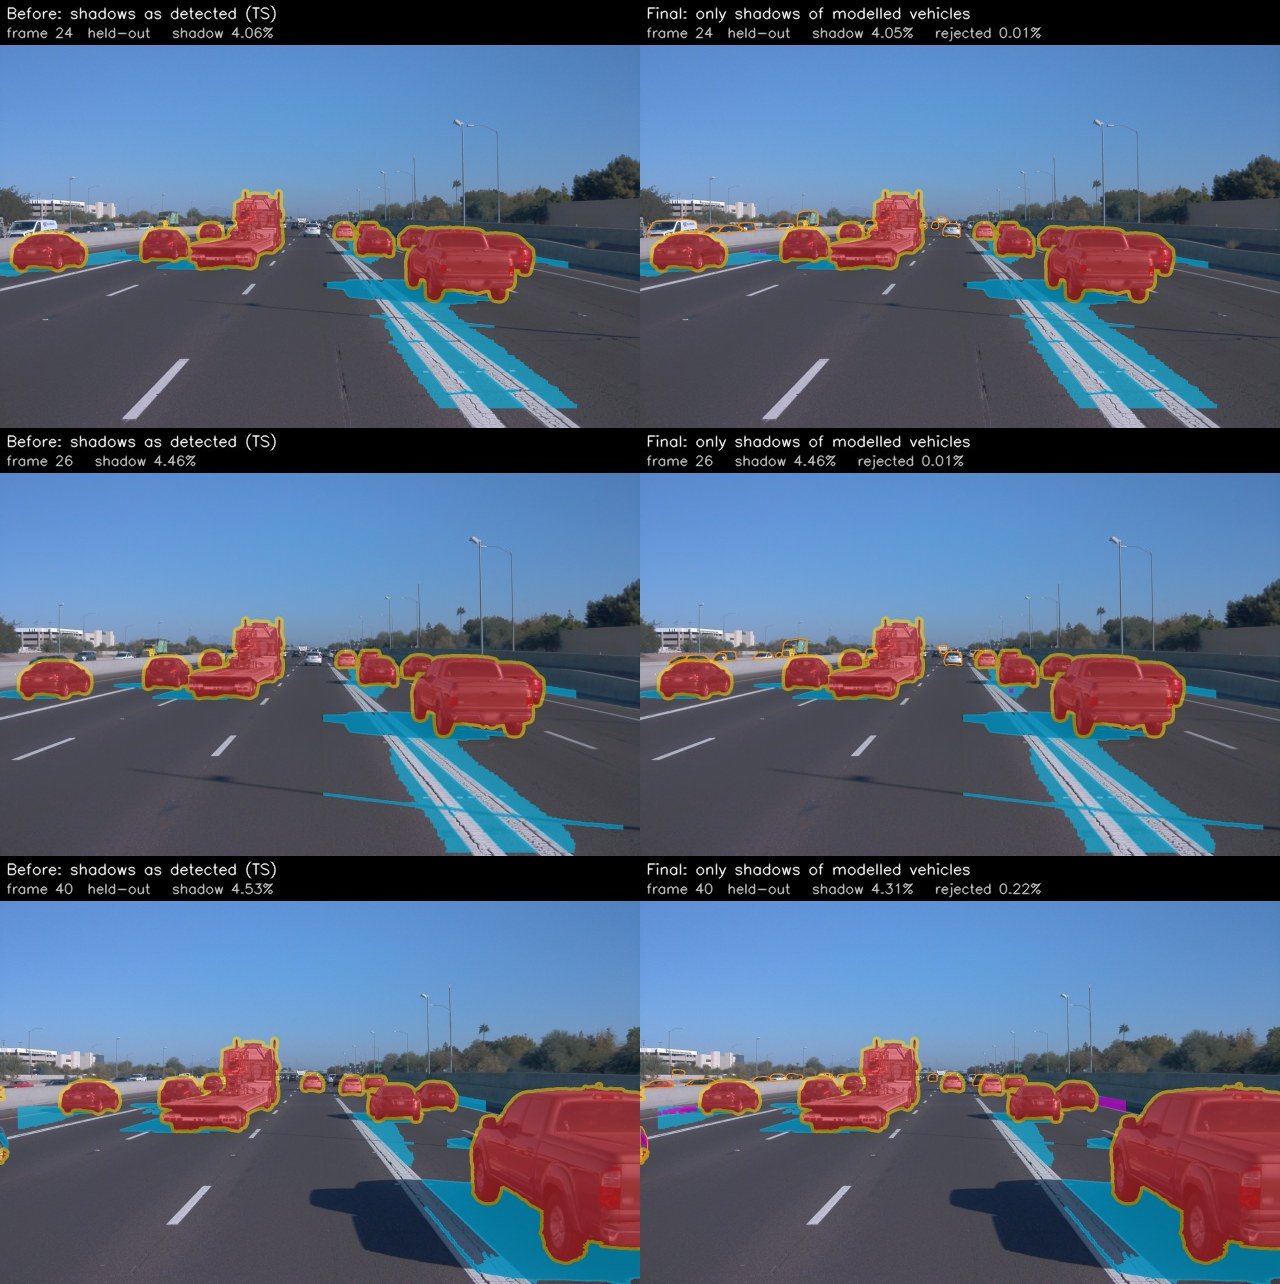 Before: shadows as detected (TS)
frame 24 held-out shadow 4.06%
Final: only shadows of modelled vehicles
frame 24 held-out shadow 4.05% rejected 0.01%
Before: shadows as detected (TS)
frame 26 shadow 4.46%
Final: only shadows of modelled vehicles
frame 26 shadow 4.46% rejected 0.01%
Before: shadows as detected (TS)
frame 40 held-out shadow 4.53%
Final: only shadows of modelled vehicles
frame 40 held-out shadow 4.31% rejected 0.22%